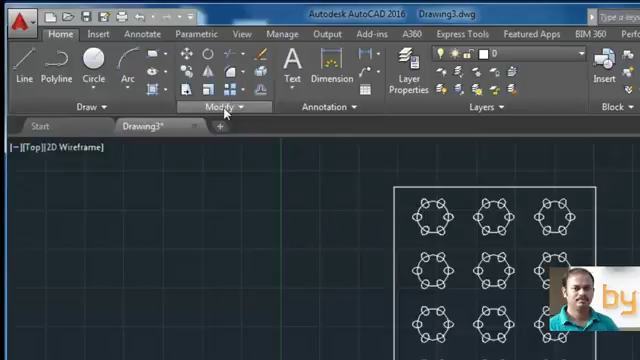 Autodesk AutoCAD 2016 Drawing3.dwg
Home Insert Annotate Parametric View Manage Output Add-ins A360 Express Tools Featured Apps BIM 360 Performance
Line Polyline Circle Arc Text Dimension Layer Properties 0 Insert
Draw Modify Annotation Layers Block
Start Drawing3*
[−][Top][2D Wireframe]
by